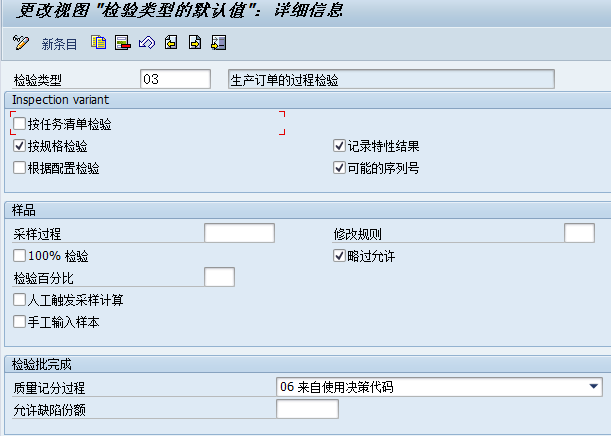 更改视图 "检验类型的默认值": 详细信息
新条目
检验类型 03 生产订单的过程检验
Inspection variant
按任务清单检验
按规格检验 记录特性结果
根据配置检验 可能的序列号
样品
采样过程 修改规则
100% 检验 略过允许
检验百分比
人工触发采样计算
手工输入样本
检验批完成
质量记分过程 06 来自使用决策代码
允许缺陷份额